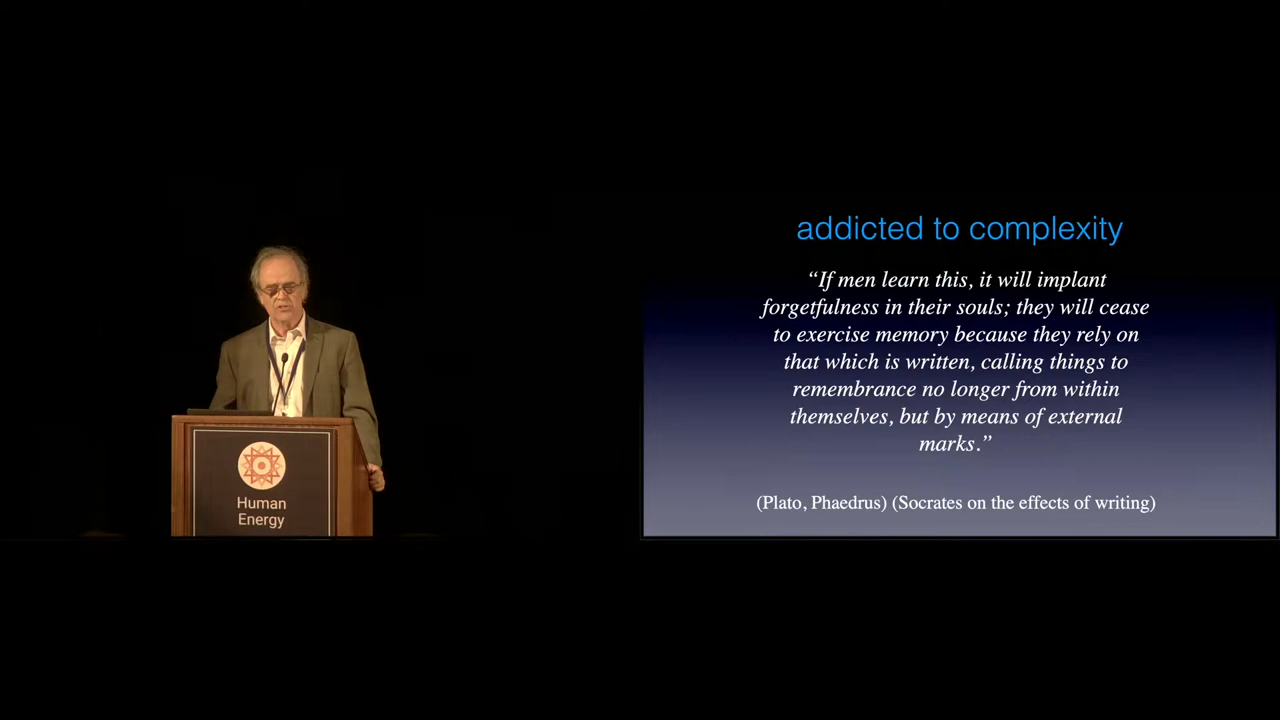 addicted to complexity
“If men learn this, it will implant
forgetfulness in their souls; they will cease
to exercise memory because they rely on
that which is written, calling things to
remembrance no longer from within
themselves, but by means of external
marks.”
(Plato, Phaedrus) (Socrates on the effects of writing)
Human
Energy